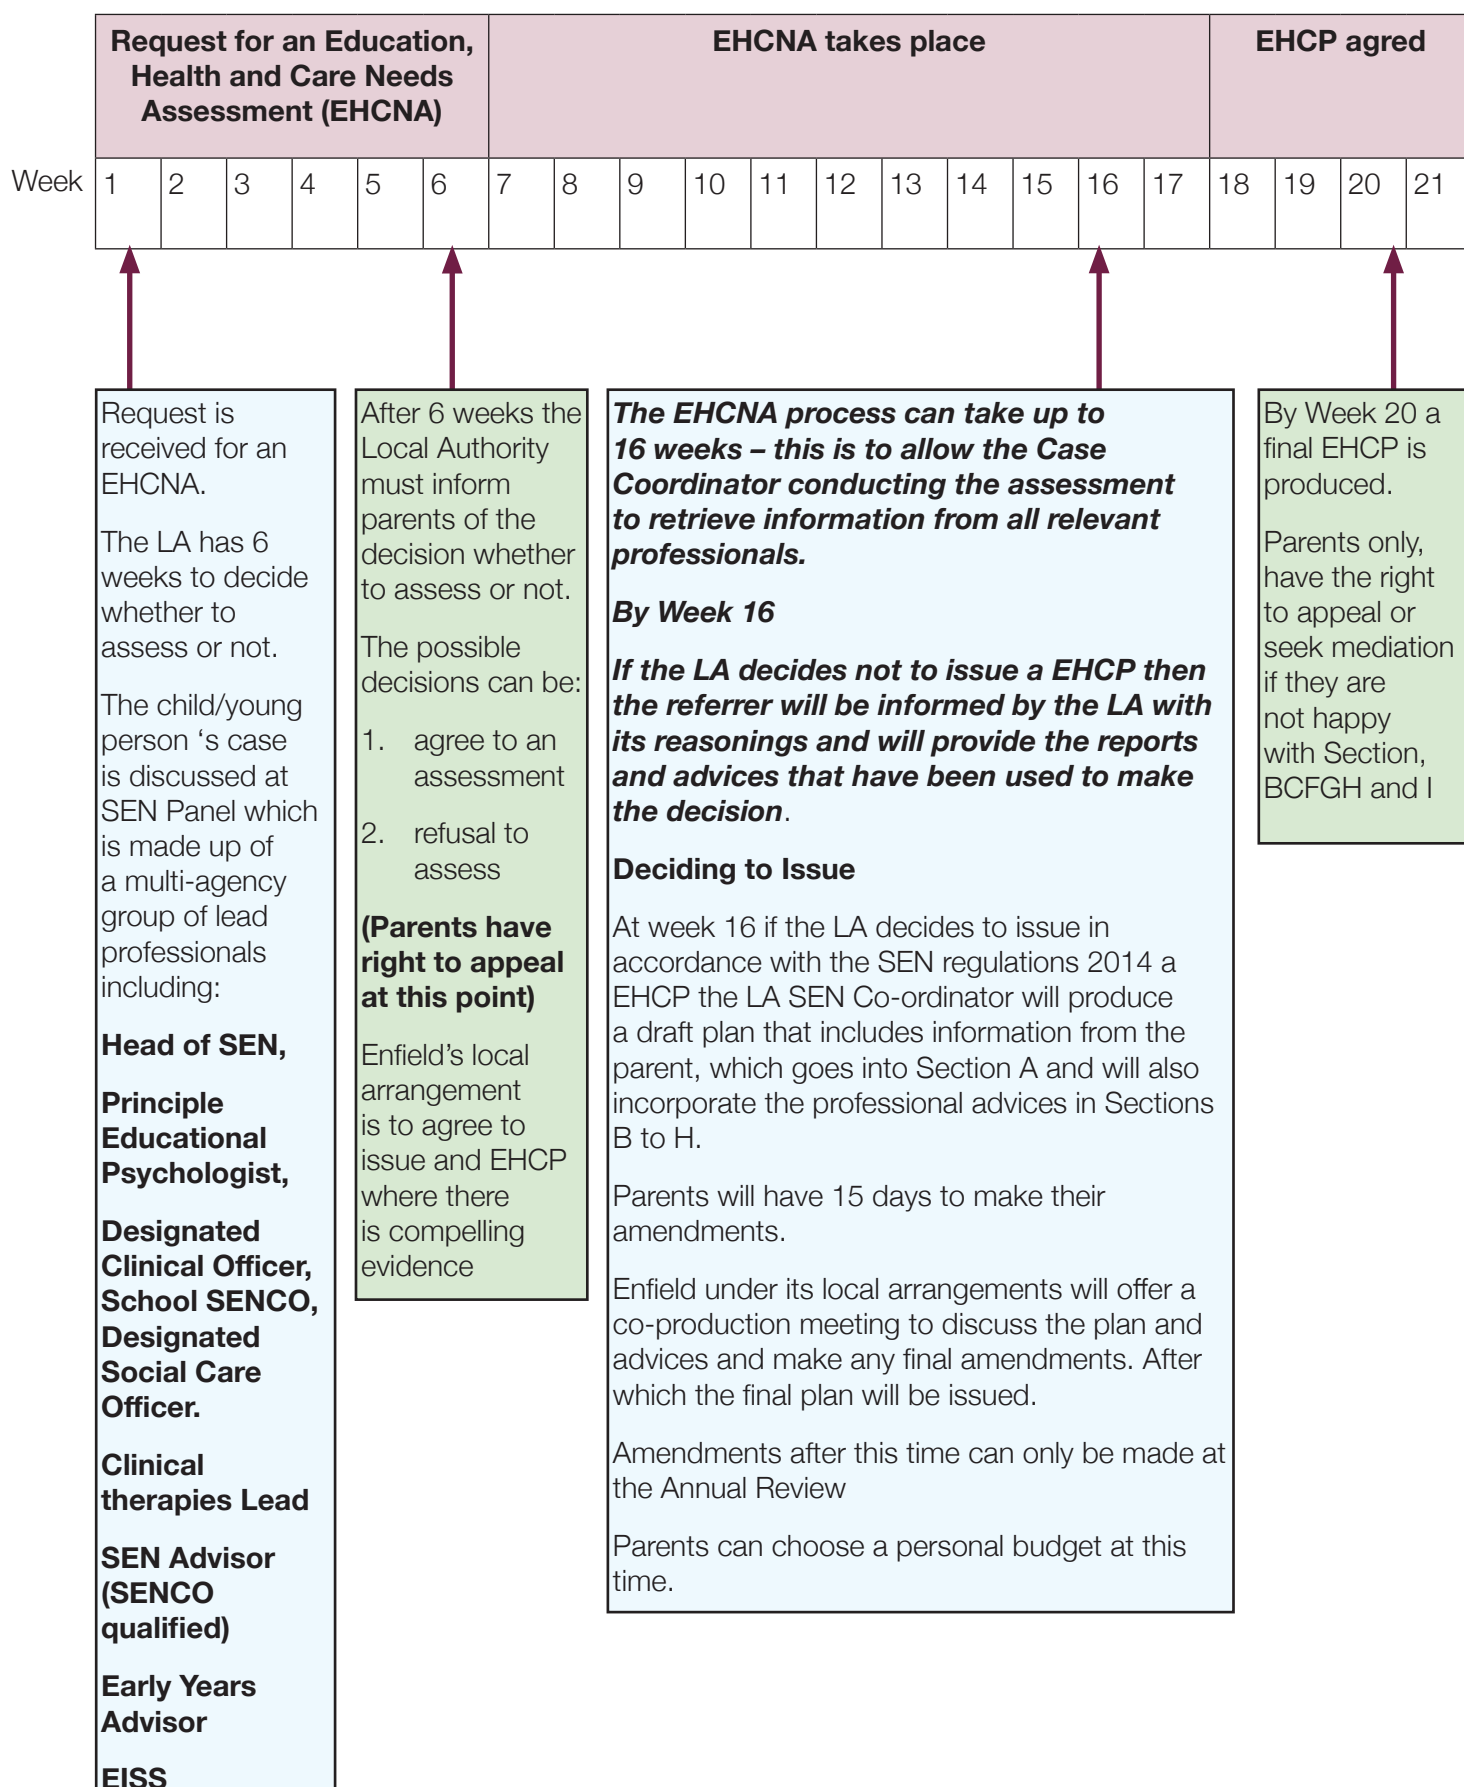 Request for an Education,
Health and Care Needs
Assessment (EHCNA)
EHCNA takes place
EHCP agred
Week 1 2 3 4 5 6 7 8 9 10 11 12 13 14 15 16 17 18 19 20 21
Request is
received for an
EHCNA.
The LA has 6
weeks to decide
whether to
assess or not.
The child/young
person ‘s case
is discussed at
SEN Panel which
is made up of
a multi-agency
group of lead
professionals
including:
Head of SEN,
Principle
Educational
Psychologist,
Designated
Clinical Officer,
School SENCO,
Designated
Social Care
Officer.
Clinical
therapies Lead
SEN Advisor
(SENCO
qualified)
Early Years
Advisor
EISS
After 6 weeks the
Local Authority
must inform
parents of the
decision whether
to assess or not.
The possible
decisions can be:
1. agree to an
assessment
2. refusal to
assess
(Parents have
right to appeal
at this point)
Enfield’s local
arrangement
is to agree to
issue and EHCP
where there
is compelling
evidence
The EHCNA process can take up to
16 weeks – this is to allow the Case
Coordinator conducting the assessment
to retrieve information from all relevant
professionals.
By Week 16
If the LA decides not to issue a EHCP then
the referrer will be informed by the LA with
its reasonings and will provide the reports
and advices that have been used to make
the decision.
Deciding to Issue
At week 16 if the LA decides to issue in
accordance with the SEN regulations 2014 a
EHCP the LA SEN Co-ordinator will produce
a draft plan that includes information from the
parent, which goes into Section A and will also
incorporate the professional advices in Sections
B to H.
Parents will have 15 days to make their
amendments.
Enfield under its local arrangements will offer a
co-production meeting to discuss the plan and
advices and make any final amendments. After
which the final plan will be issued.
Amendments after this time can only be made at
the Annual Review
Parents can choose a personal budget at this
time.
By Week 20 a
final EHCP is
produced.
Parents only,
have the right
to appeal or
seek mediation
if they are
not happy
with Section,
BCFGH and I